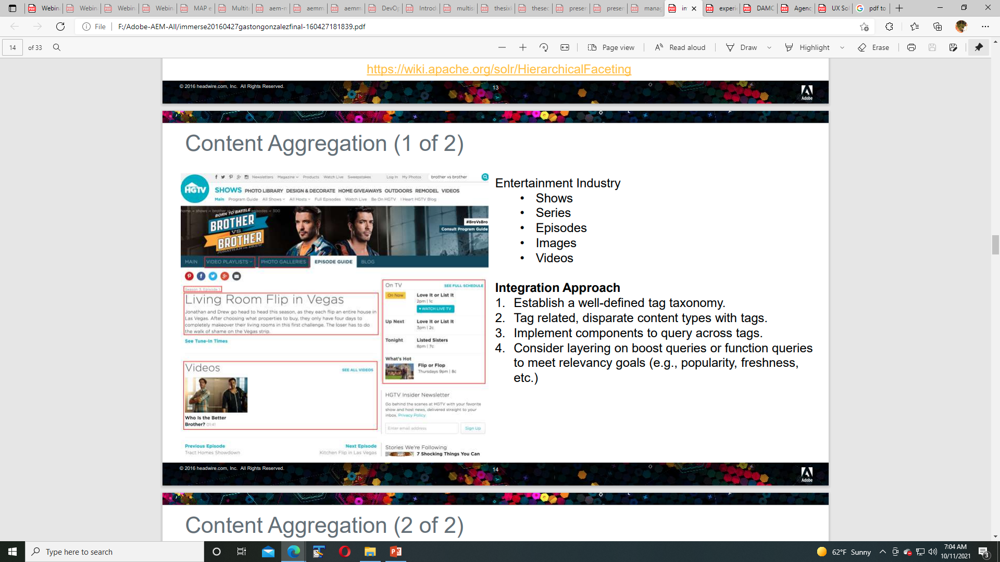 Webin
Webin
Webin
Webin
MAP e
Multit
aem-m
aemm
aemm
DevOp
Introd
multis
thesixl
thesec
preser
preser
manag
im
experi
DAMC
Agenc
UX Sol
pdf to
File
F:/Adobe-AEM-All/immerse20160427gastongonzalezfinal-160427181839.pdf
14 of 33
Page view
Read aloud
Draw
Highlight
Erase
https://wiki.apache.org/solr/HierarchicalFaceting
© 2016 headwire.com, Inc. All Rights Reserved.
13
Adobe
Content Aggregation (1 of 2)
HGTV
Newsletters Magazine Products Watch Live Sweepstakes Log In My Photos brother vs brother
SHOWS PHOTO LIBRARY DESIGN & DECORATE HOME GIVEAWAYS OUTDOORS REMODEL VIDEOS
Main Program Guide All Shows All Hosts Full Episodes Watch Live Be On HGTV I Heart HGTV Blog
BORN TO BATTLE
BROTHER
VS.
BROTHER
JONATHAN vs. DREW
#BroVsBro
Consult Program Guide
MAIN VIDEO PLAYLISTS PHOTO GALLERIES EPISODE GUIDE BLOG
Season 3, Episode 1
Living Room Flip in Vegas
Jonathan and Drew go head to head this season, as they each flip an entire house in
Las Vegas. After choosing what properties to buy, they only have four days to
completely makeover their living rooms in this first challenge. The loser has to do
the walk of shame on the Vegas strip.
See Tune-In Times
Videos
SEE ALL VIDEOS
Who Is the Better
Brother? 01:41
Previous Episode
Tract Homes Showdown
Next Episode
Kitchen Flip in Las Vegas
On TV
SEE FULL SCHEDULE
On Now
Love It or List It
2pm | 1c
WATCH LIVE TV
Up Next
Love It or List It
3pm | 2c
Tonight
Listed Sisters
8pm | 7c
What's Hot
Flip or Flop
Thursdays 9pm | 8c
HGTV Insider Newsletter
Go behind the scenes at HGTV with your favorite
show and host news, delivered straight to your
inbox. Privacy Policy
Enter email address
Sign Up
Stories We're Following
7 Shocking Things You Can
Entertainment Industry
• Shows
• Series
• Episodes
• Images
• Videos
Integration Approach
1. Establish a well-defined tag taxonomy.
2. Tag related, disparate content types with tags.
3. Implement components to query across tags.
4. Consider layering on boost queries or function queries
to meet relevancy goals (e.g., popularity, freshness,
etc.)
© 2016 headwire.com, Inc. All Rights Reserved.
14
Adobe
Content Aggregation (2 of 2)
Type here to search
62°F Sunny
7:04 AM
10/11/2021
3